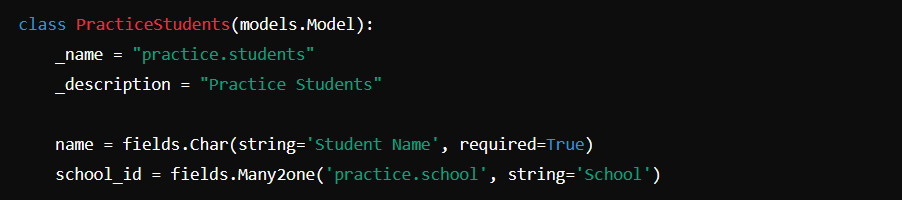 class PracticeStudents(models.Model):
    _name = "practice.students"
    _description = "Practice Students"
    name = fields.Char(string='Student Name', required=True)
    school_id = fields.Many2one('practice.school', string='School')